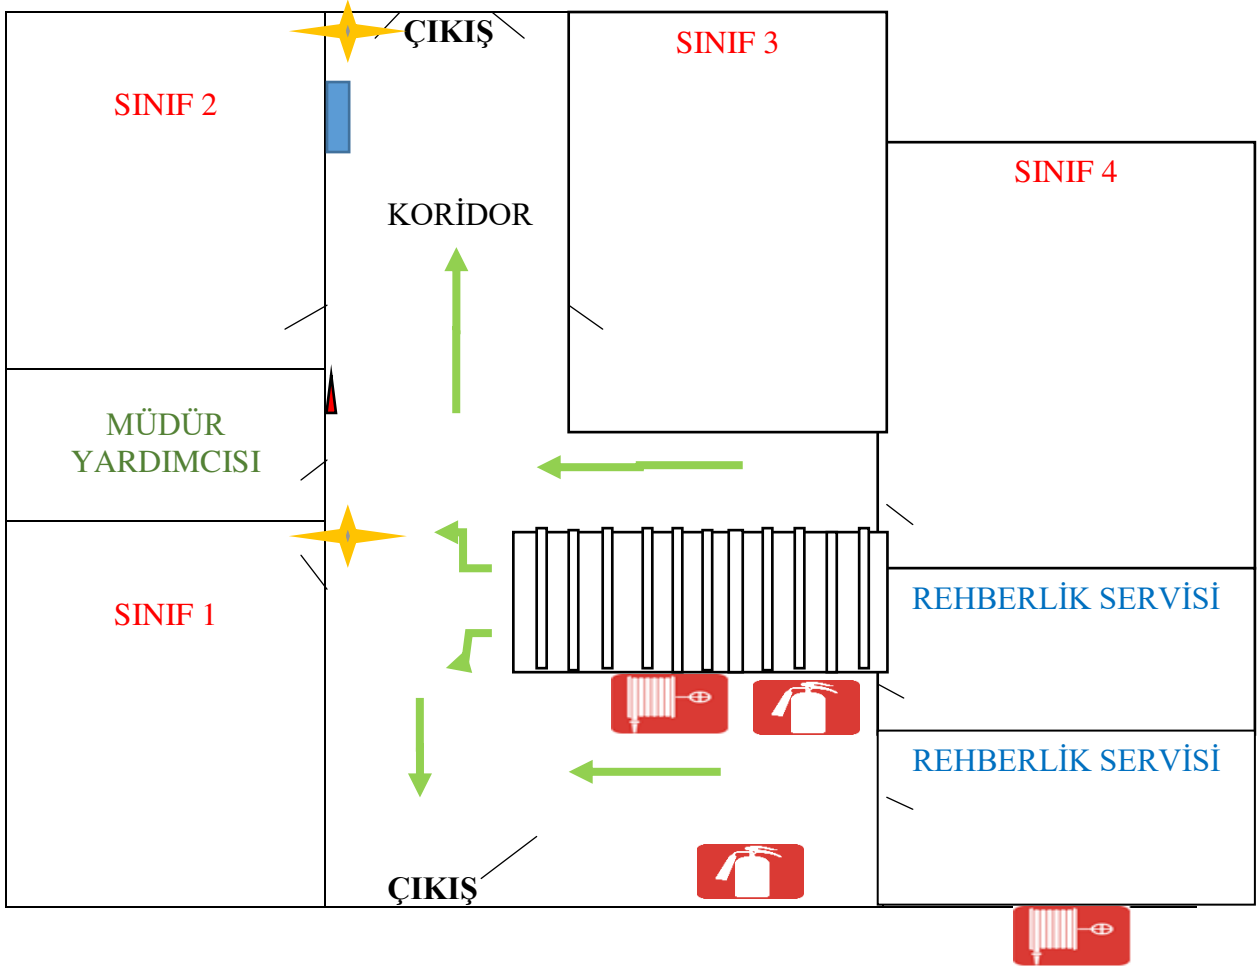 ÇIKIŞ
SINIF 3
SINIF 2
SINIF 4
KORİDOR
MÜDÜR
YARDIMCISI
REHBERLİK SERVİSİ
SINIF 1
REHBERLİK SERVİSİ
ÇIKIŞ